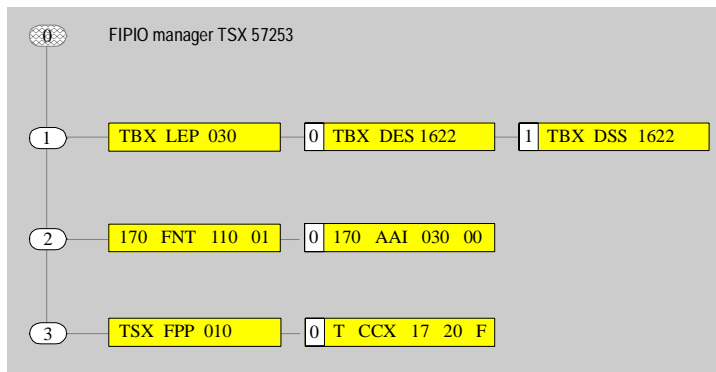 0 FIPIO manager TSX 57253
1 TBX LEP 030 0 TBX DES 1622 1 TBX DSS 1622
2 170 FNT 110 01 0 170 AAI 030 00
3 TSX FPP 010 0 T CCX 17 20 F